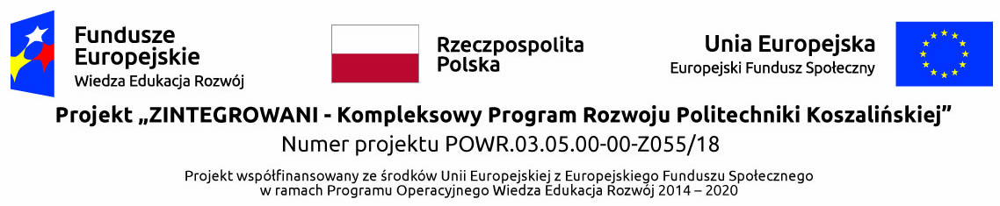 Fundusze
Europejskie
Wiedza Edukacja Rozwój
Rzeczpospolita
Polska
Unia Europejska
Europejski Fundusz Społeczny
Projekt „ZINTEGROWANI - Kompleksowy Program Rozwoju Politechniki Koszalińskiej”
Numer projektu POWR.03.05.00-00-Z055/18
Projekt współfinansowany ze środków Unii Europejskiej z Europejskiego Funduszu Społecznego
w ramach Programu Operacyjnego Wiedza Edukacja Rozwój 2014 – 2020